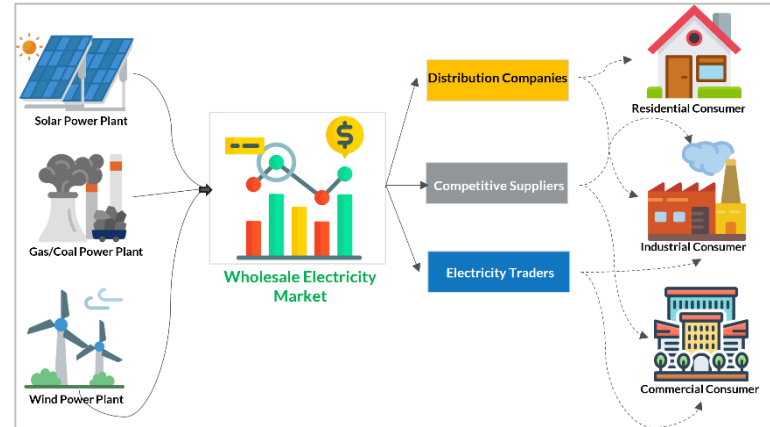 Solar Power Plant
Gas/Coal Power Plant
Wind Power Plant
$
Wholesale Electricity
Market
Distribution Companies
Competitive Suppliers
Electricity Traders
Residential Consumer
Industrial Consumer
Commercial Consumer